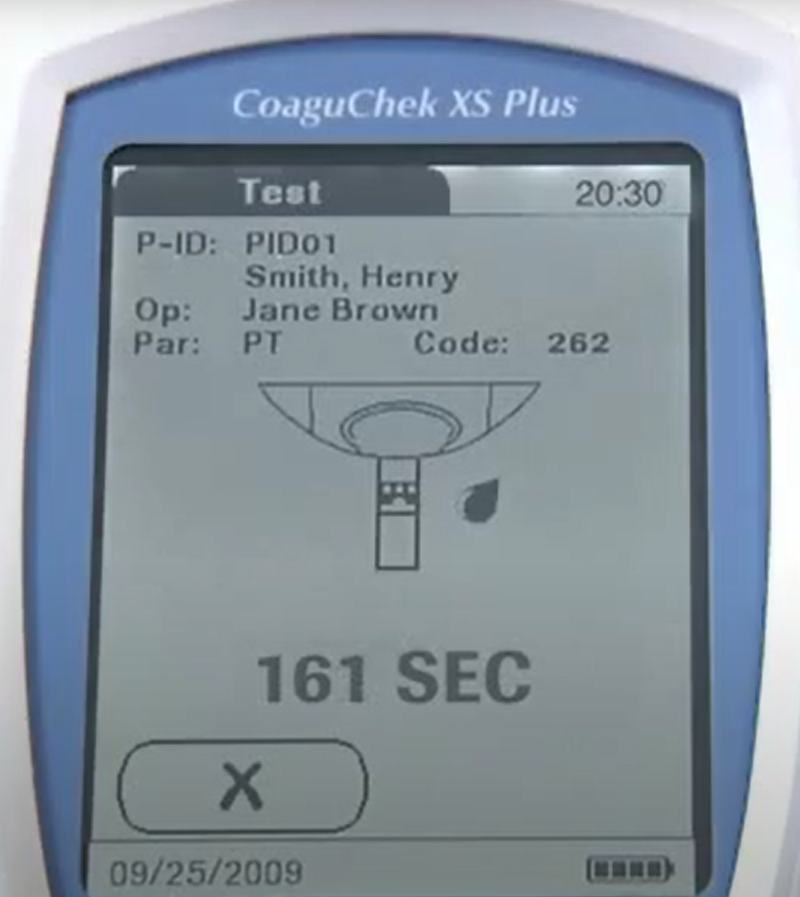 CoaguChek XS Plus
Test 20:30
P-ID: PID01
Smith, Henry
Op: Jane Brown
Par: PT Code: 262
161 SEC
X
09/25/2009